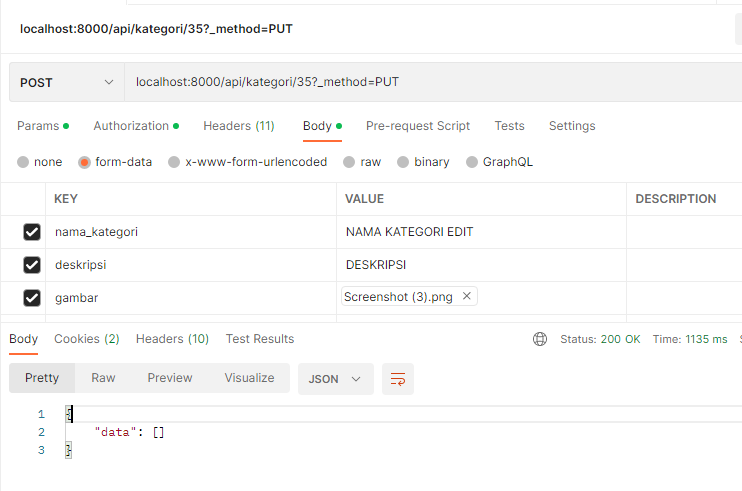 localhost:8000/api/kategori/35?_method=PUT
POST localhost:8000/api/kategori/35?_method=PUT
Params Authorization Headers (11) Body Pre-request Script Tests Settings
none form-data x-www-form-urlencoded raw binary GraphQL
KEY VALUE DESCRIPTION
nama_kategori NAMA KATEGORI EDIT
deskripsi DESKRIPSI
gambar Screenshot (3).png
Body Cookies (2) Headers (10) Test Results Status: 200 OK Time: 1135 ms
Pretty Raw Preview Visualize JSON
1 {
2 "data": []
3 }